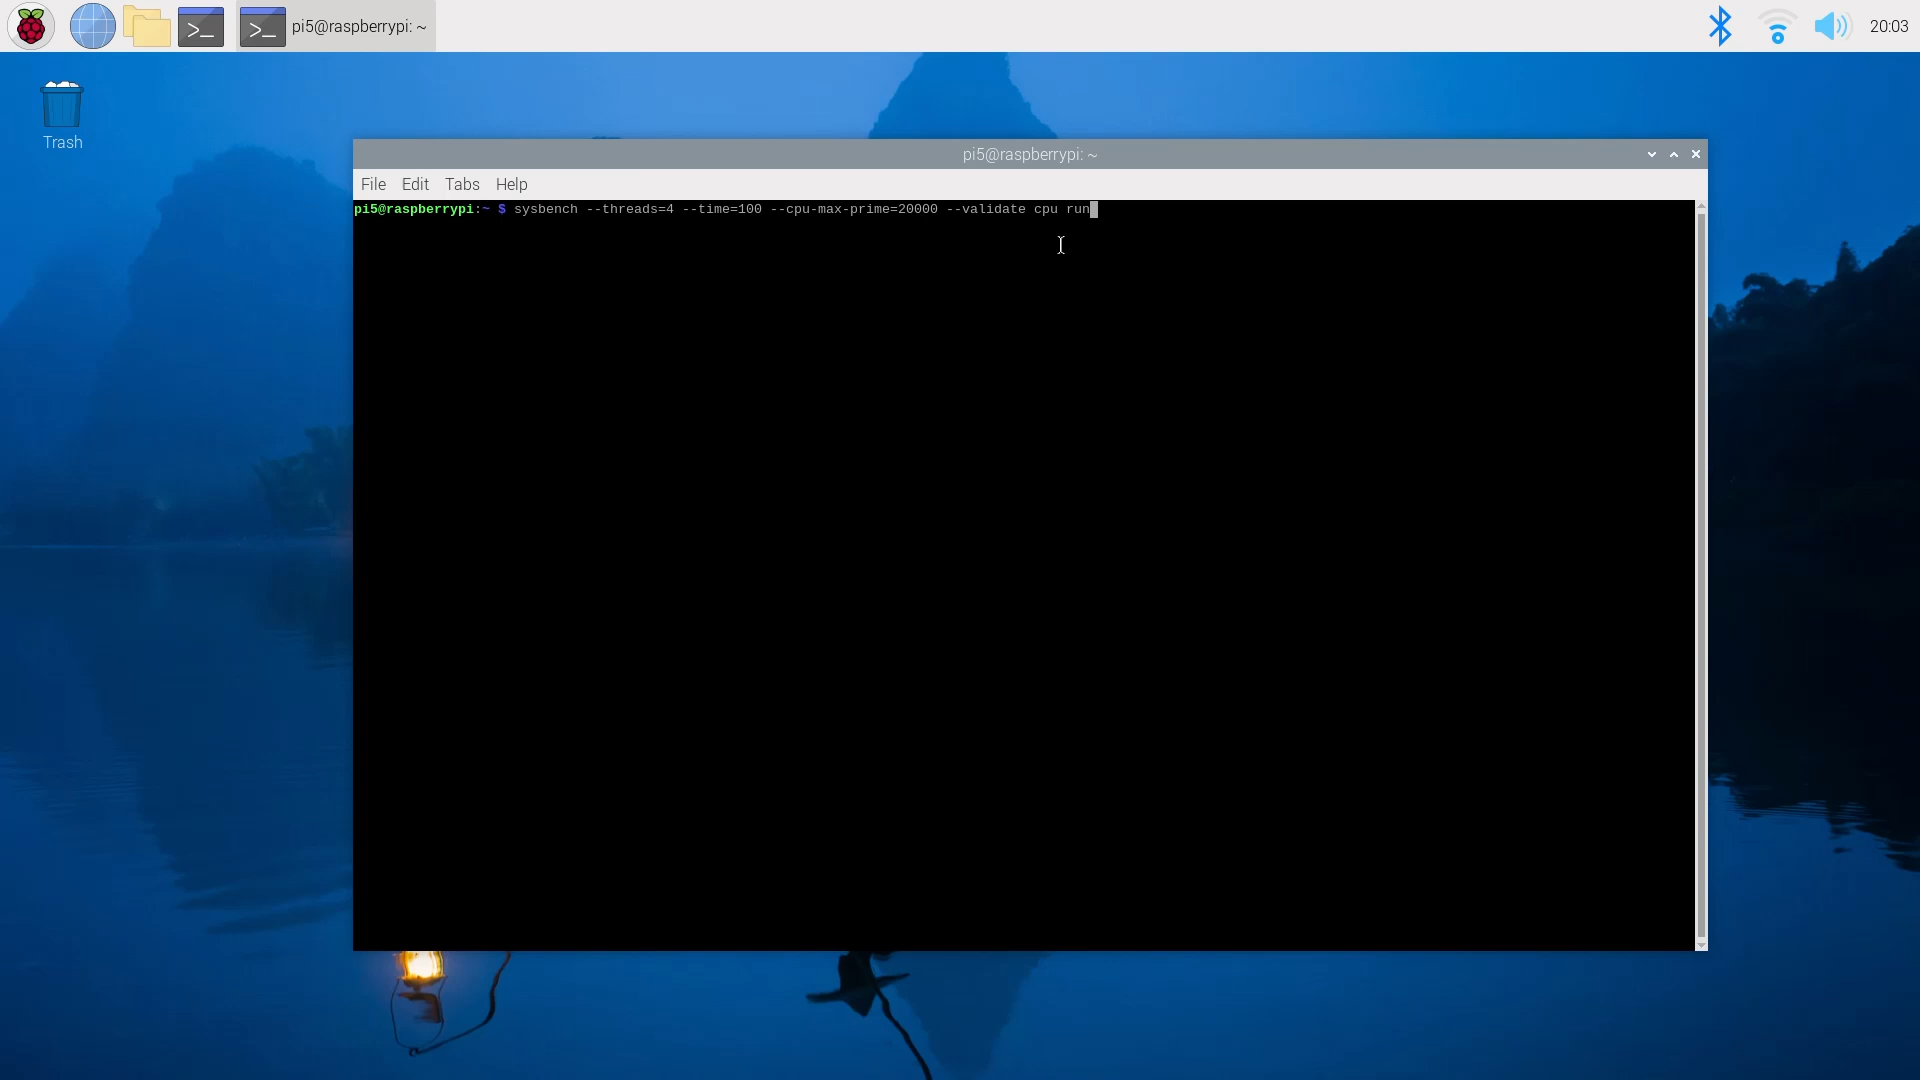 pi5@raspberrypi: ~
20:03
Trash
pi5@raspberrypi: ~
File Edit Tabs Help
pi5@raspberrypi:~ $ sysbench --threads=4 --time=100 --cpu-max-prime=20000 --validate cpu run